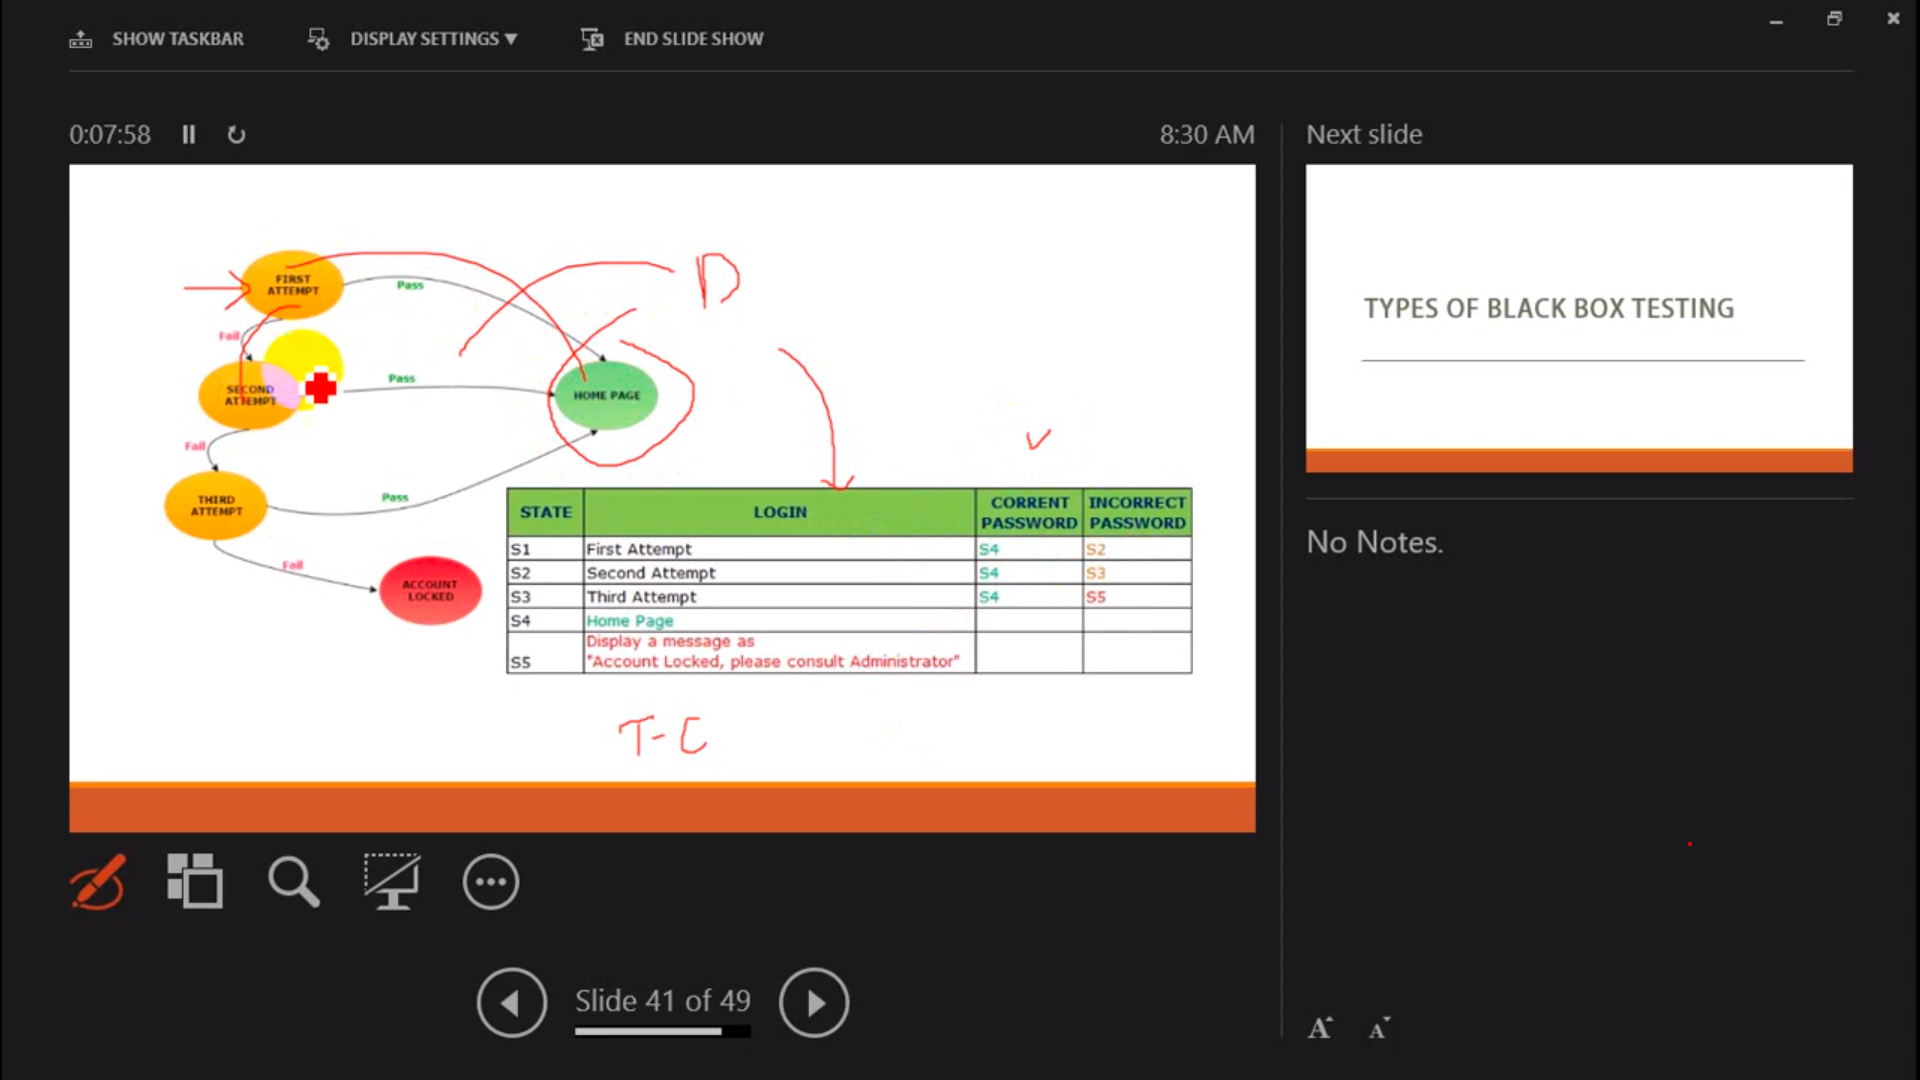 SHOW TASKBAR
DISPLAY SETTINGS ▼
END SLIDE SHOW
0:07:58
8:30 AM
Next slide
FIRST
ATTEMPT
Pass
D
Fail
SECOND
ATTEMPT
Pass
HOME PAGE
Fail
THIRD
ATTEMPT
Pass
Fail
ACCOUNT
LOCKED
STATE LOGIN CORRENT PASSWORD INCORRECT PASSWORD
S1 First Attempt S4 S2
S2 Second Attempt S4 S3
S3 Third Attempt S4 S5
S4 Home Page
Display a message as
S5 "Account Locked, please consult Administrator"
T-C
TYPES OF BLACK BOX TESTING
No Notes.
Slide 41 of 49
A A